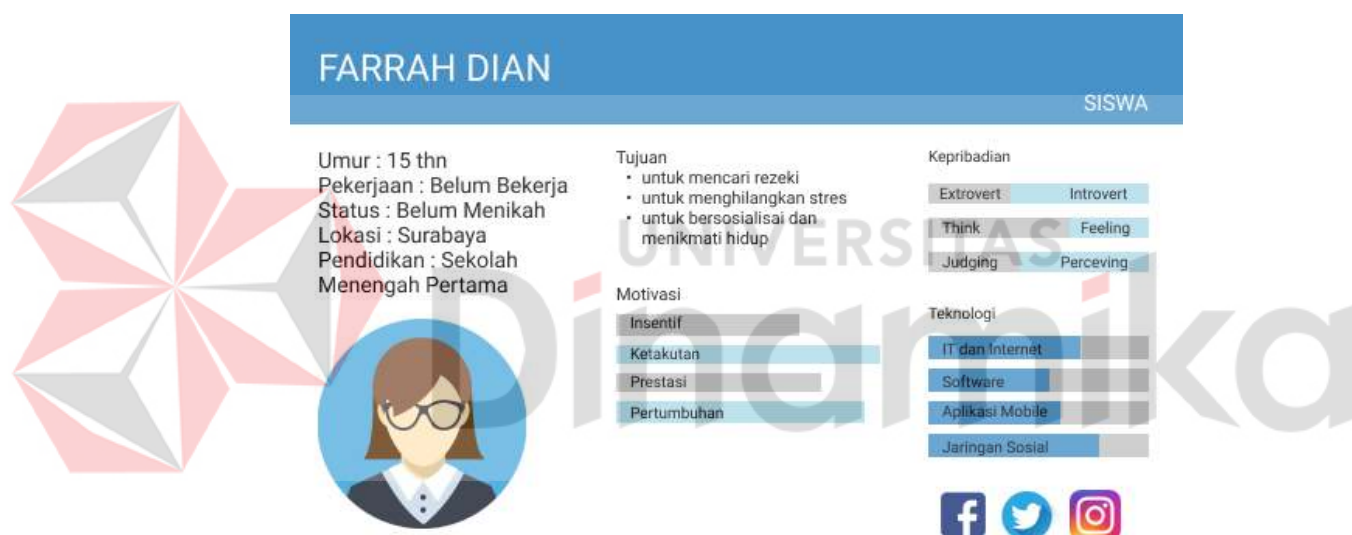 FARRAH DIAN
SISWA
Umur : 15 thn
Pekerjaan : Belum Bekerja
Status : Belum Menikah
Lokasi : Surabaya
Pendidikan : Sekolah
Menengah Pertama
Tujuan
• untuk mencari rezeki
• untuk menghilangkan stres
• untuk bersosialisai dan
menikmati hidup
Motivasi
Insentif
Ketakutan
Prestasi
Pertumbuhan
Kepribadian
Extrovert Introvert
Think Feeling
Judging Perceving
Teknologi
IT dan Internet
Software
Aplikasi Mobile
Jaringan Sosial
UNIVERSITAS
Dinamika